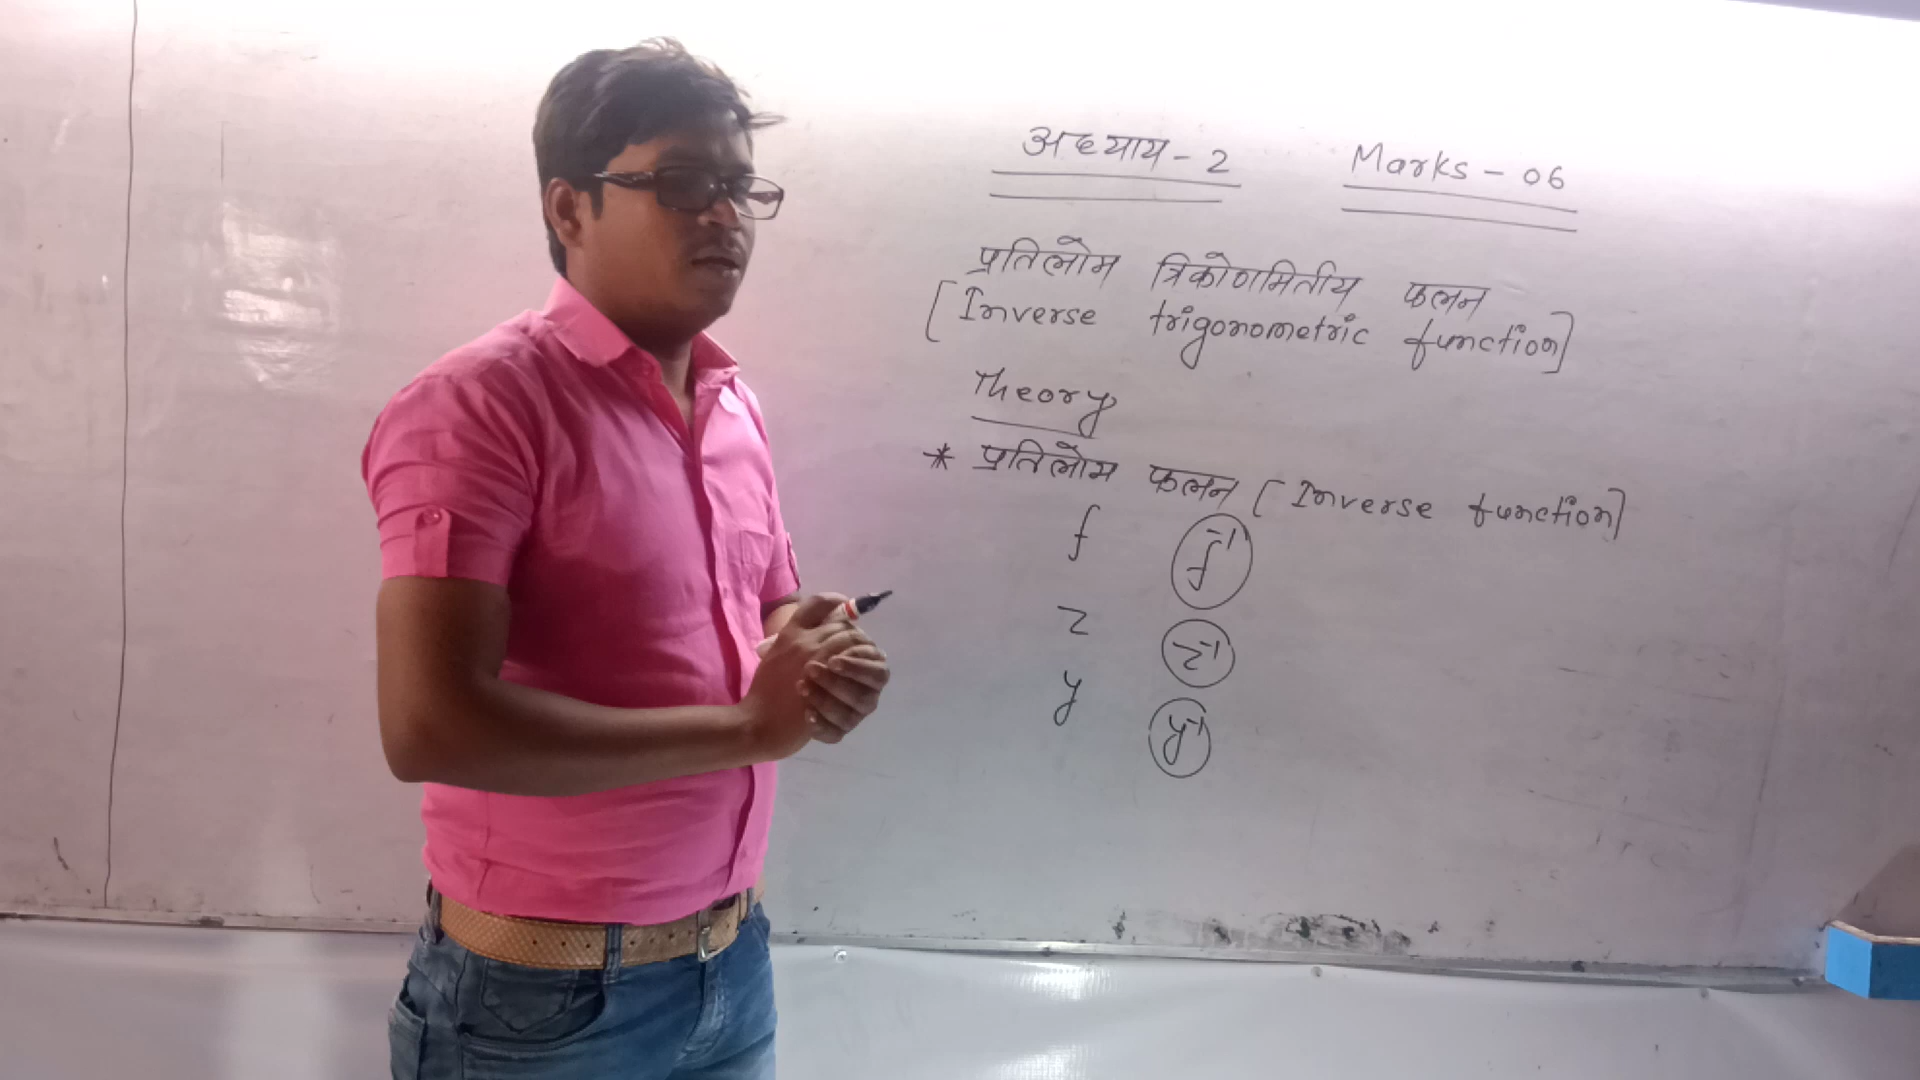 अध्याय - 2 Marks - 06
प्रतिलोम त्रिकोणमितीय फलन
[Inverse trigonometric function]
Theory
* प्रतिलोम फलन [Inverse function]
f f⁻¹
z z⁻¹
y y⁻¹